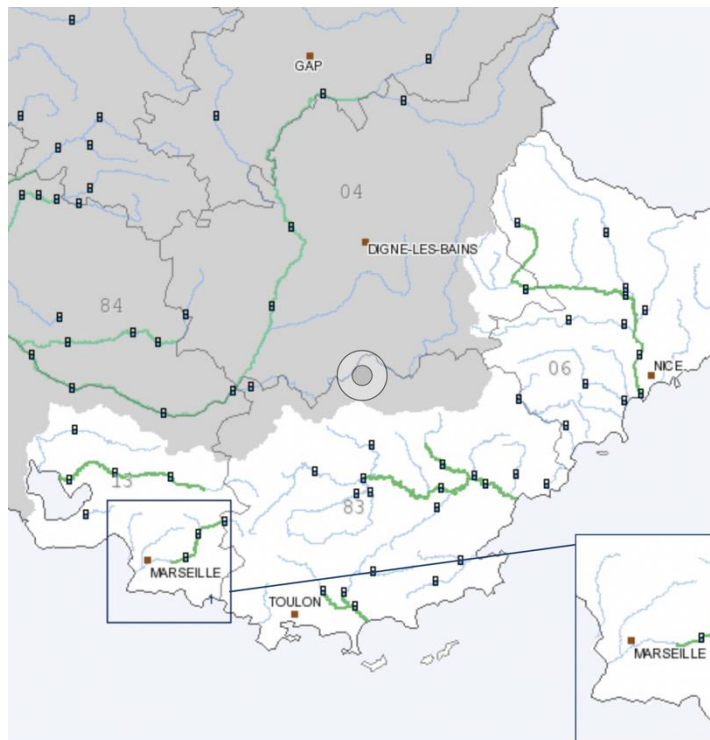 GAP
04
DIGNE-LES-BAINS
84
06
NICE
13
83
MARSEILLE
TOULON
MARSEILLE